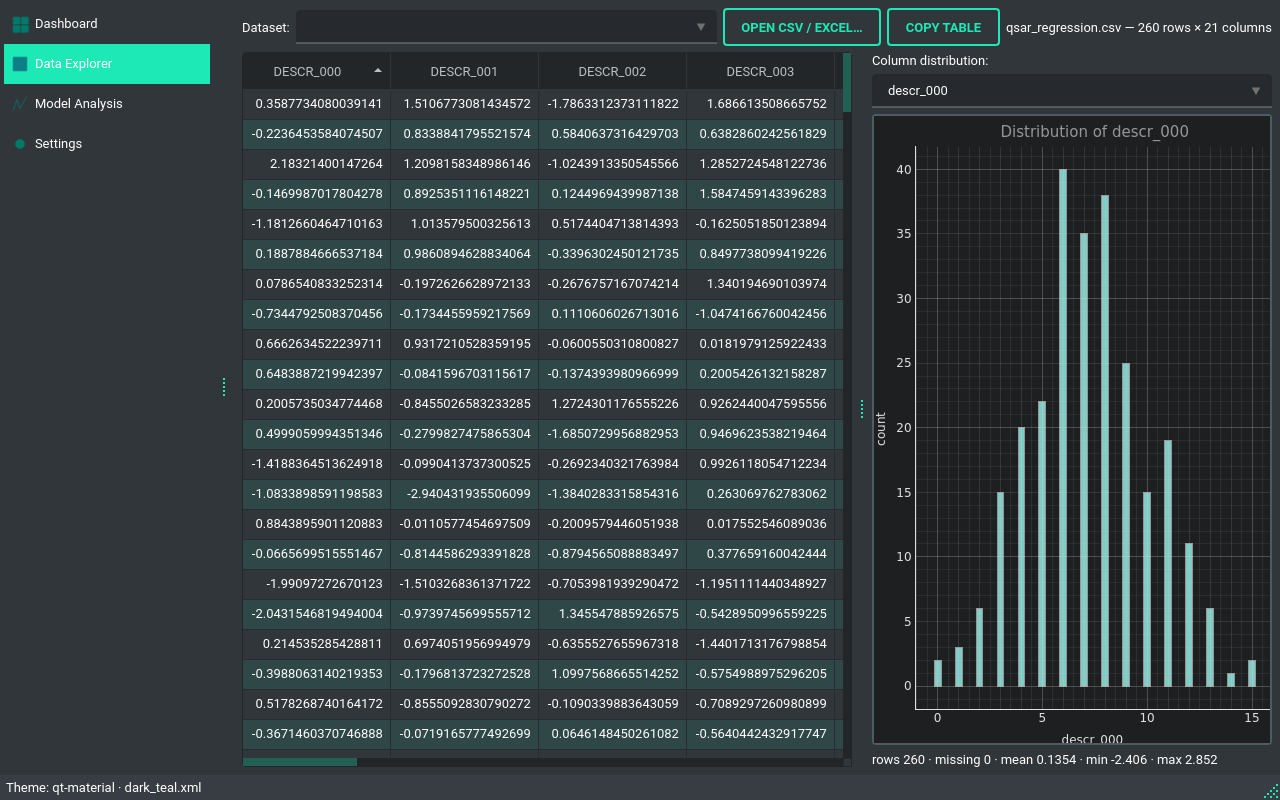 Dashboard
Data Explorer
Model Analysis
Settings
Dataset:
OPEN CSV / EXCEL...
COPY TABLE
qsar_regression.csv — 260 rows × 21 columns
DESCR_000 DESCR_001 DESCR_002 DESCR_003
0.3587734080039141 1.5106773081434572 -1.7863312373111822 1.686613508665752
-0.2236453584074507 0.8338841795521574 0.5840637316429703 0.6382860242561829
2.18321400147264 1.2098158348986146 -1.0243913350545566 1.2852724548122736
-0.1469987017804278 0.8925351116148221 0.1244969439987138 1.5847459143396283
-1.1812660464710163 1.013579500325613 0.5174404713814393 -0.1625051850123894
0.1887884666537184 0.9860894628834064 -0.3396302450121735 0.8497738099419226
0.0786540833252314 -0.1972626628972133 -0.2676757167074214 1.340194690103974
-0.7344792508370456 -0.1734455959217569 0.1110606026713016 -1.0474166760042456
0.6662634522239711 0.9317210528359195 -0.0600550310800827 0.0181979125922433
0.6483887219942397 -0.0841596703115617 -0.1374393980966999 0.2005426132158287
0.2005735034774468 -0.8455026583233285 1.2724301176555226 0.9262440047595556
0.4999059994351346 -0.2799827475865304 -1.6850729956882953 0.9469623538219464
-1.4188364513624918 -0.0990413737300525 -0.2692340321763984 0.9926118054712234
-1.0833898591198583 -2.940431935506099 -1.3840283315854316 0.263069762783062
0.8843895901120883 -0.0110577454697509 -0.2009579446051938 0.017552546089036
-0.0665699515551467 -0.8144586293391828 -0.8794565088883497 0.377659160042444
-1.99097272670123 -1.5103268361371722 -0.7053981939290472 -1.1951111440348927
-2.0431546819494004 -0.9739745699555712 1.345547885926575 -0.5428950996559225
0.214535285428811 0.6974051956994979 -0.6355527655967318 -1.4401713176798854
-0.3988063140219353 -0.1796813723272528 1.0997568665514252 -0.5754988975296205
0.5178268740164172 -0.8555092830790272 -0.1090339883643059 -0.7089297260980899
-0.3671460370746888 -0.0719165777492699 0.0646148450261082 -0.5640442432917747
Column distribution:
descr_000
Distribution of descr_000
40
35
30
25
20
15
10
5
0
count
0 5 10 15
descr_000
rows 260 · missing 0 · mean 0.1354 · min -2.406 · max 2.852
Theme: qt-material · dark_teal.xml